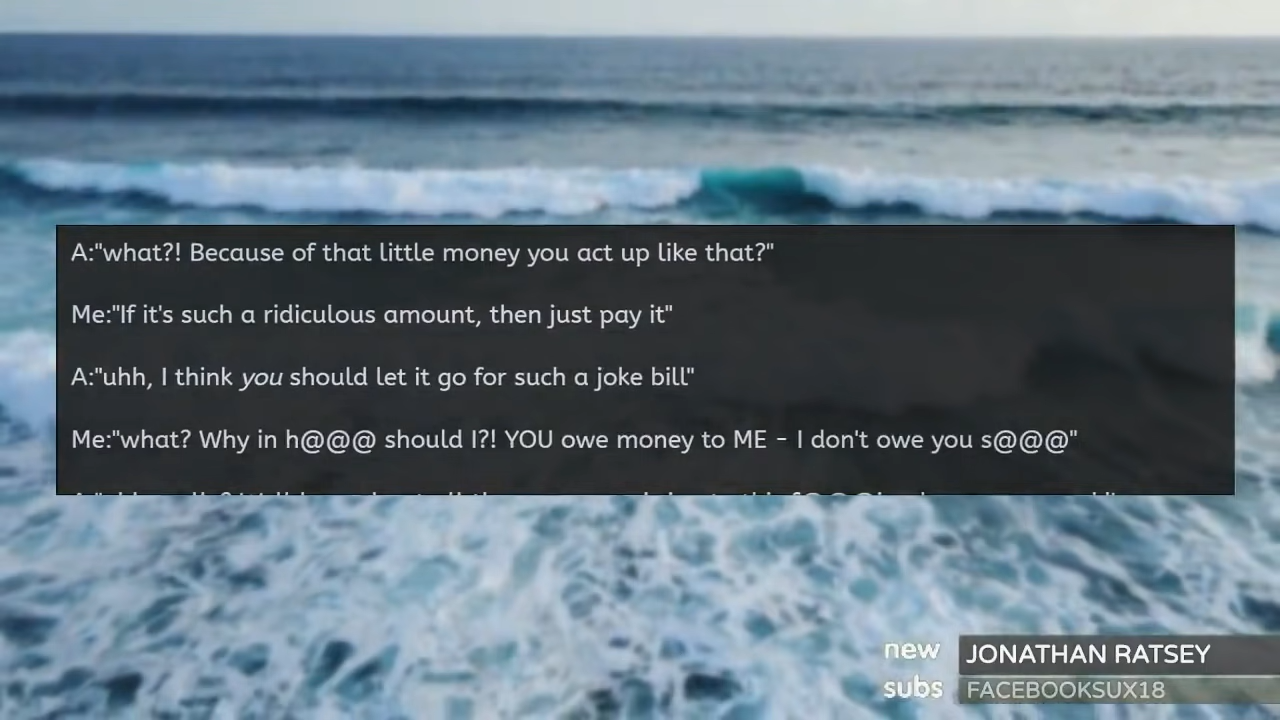 A:"what?! Because of that little money you act up like that?"
Me:"If it's such a ridiculous amount, then just pay it"
A:"uhh, I think you should let it go for such a joke bill"
Me:"what? Why in h@@@ should I?! YOU owe money to ME - I don't owe you s@@@"
new JONATHAN RATSEY
subs FACEBOOKSUX18